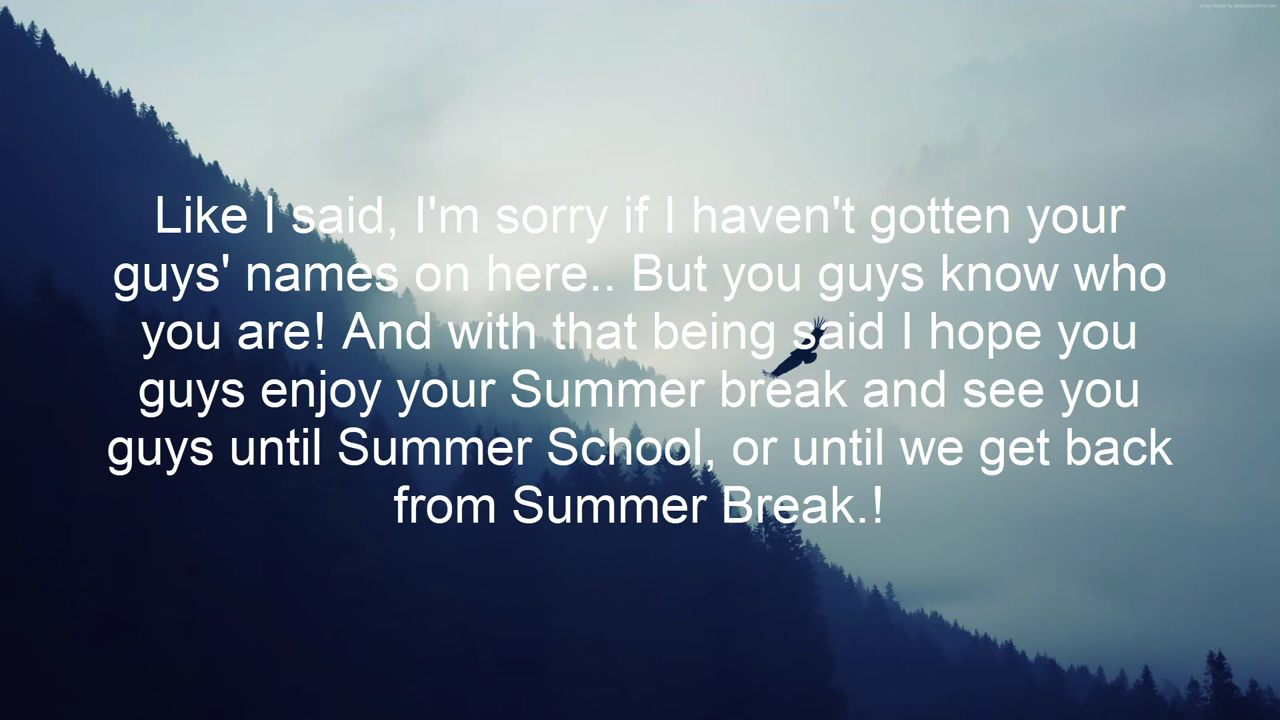 Like I said, I'm sorry if I haven't gotten your
guys' names on here.. But you guys know who
you are! And with that being said I hope you
guys enjoy your Summer break and see you
guys until Summer School, or until we get back
from Summer Break.!